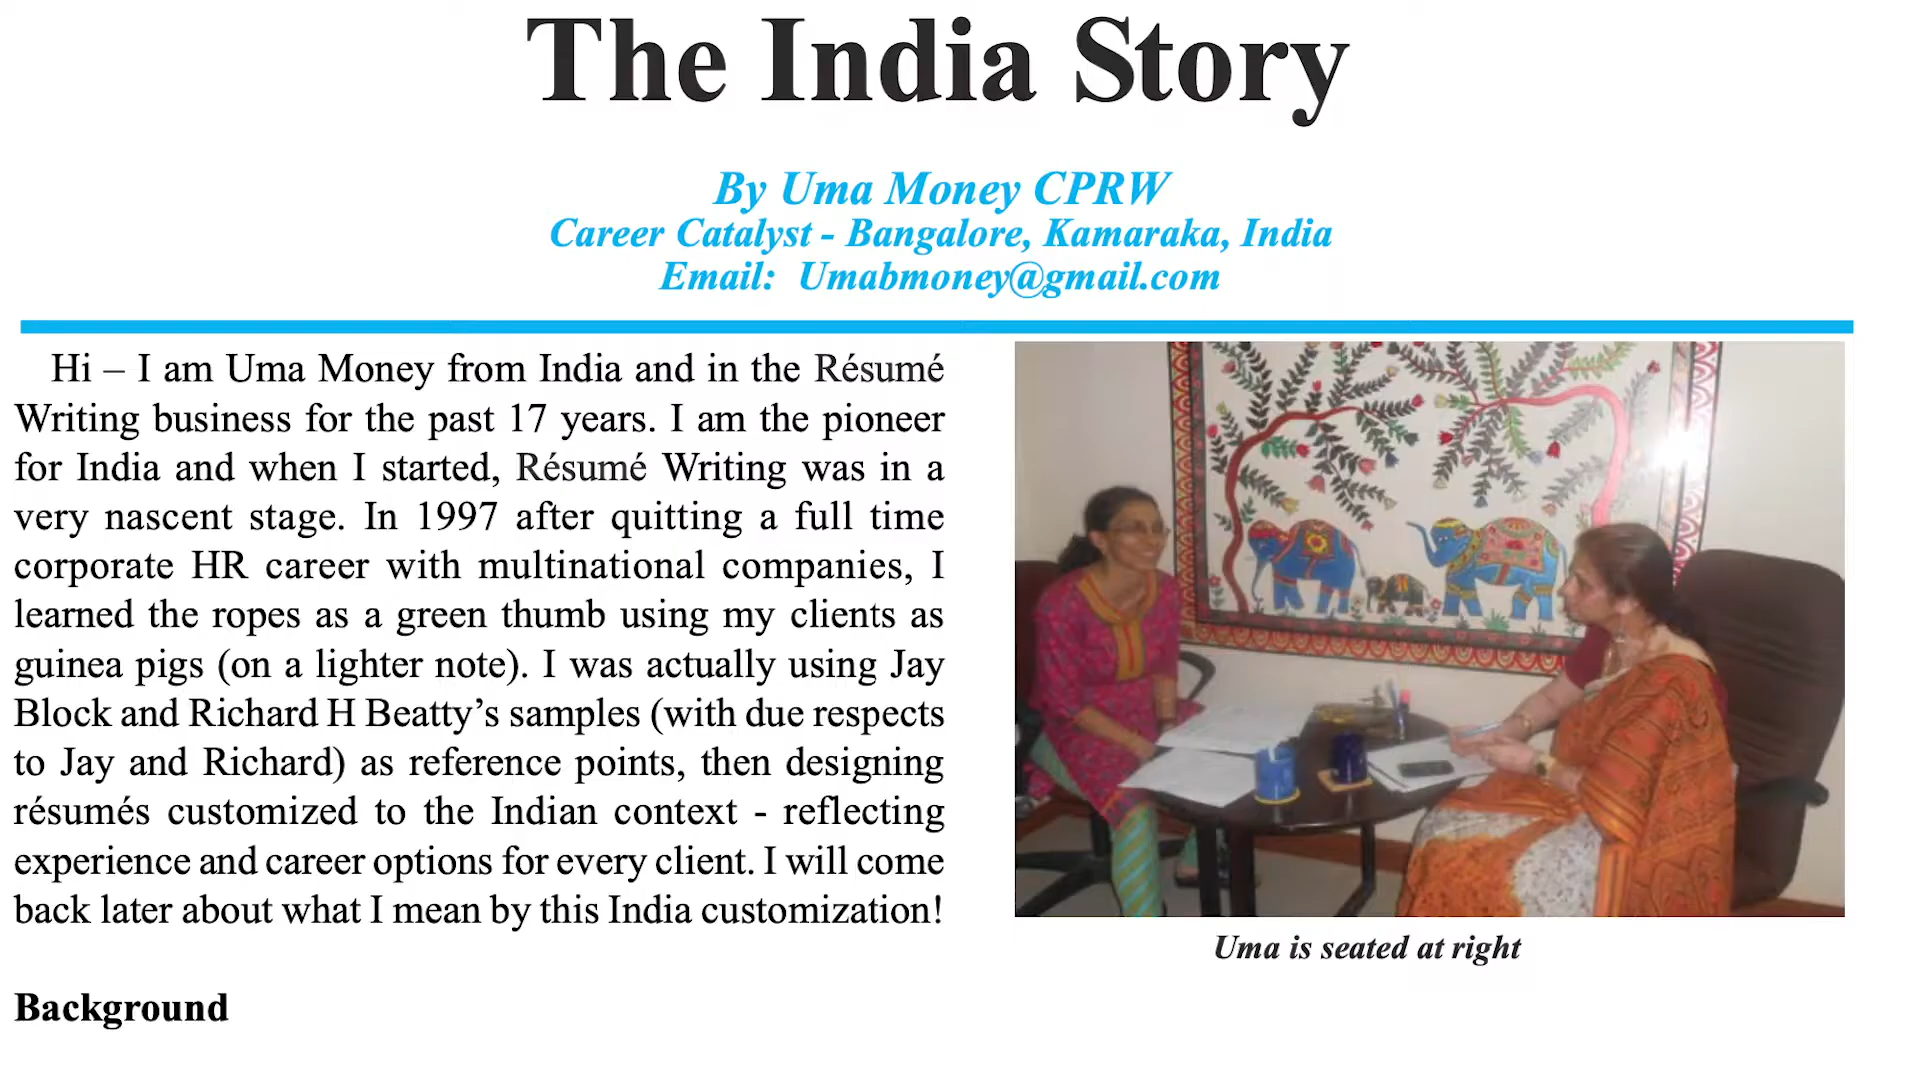 The India Story
By Uma Money CPRW
Career Catalyst - Bangalore, Kamaraka, India
Email:  Umabmoney@gmail.com
Hi – I am Uma Money from India and in the Résumé
Writing business for the past 17 years. I am the pioneer
for India and when I started, Résumé Writing was in a
very nascent stage. In 1997 after quitting a full time
corporate HR career with multinational companies, I
learned the ropes as a green thumb using my clients as
guinea pigs (on a lighter note). I was actually using Jay
Block and Richard H Beatty’s samples (with due respects
to Jay and Richard) as reference points, then designing
résumés customized to the Indian context - reflecting
experience and career options for every client. I will come
back later about what I mean by this India customization!
Uma is seated at right
Background